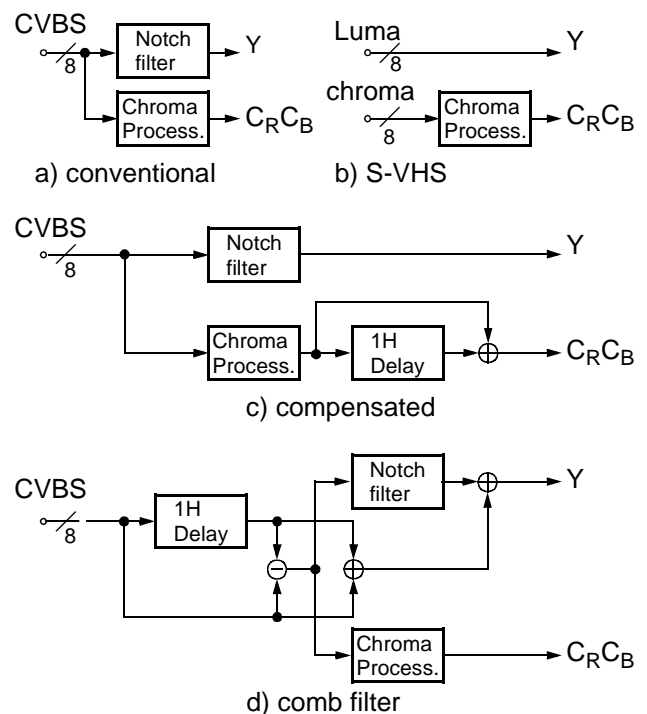 CVBS
8
Notch
filter
Y
Chroma
Process.
CRCB
a) conventional
Luma
8
Y
chroma
8
Chroma
Process.
CRCB
b) S-VHS
CVBS
8
Notch
filter
Y
Chroma
Process.
1H
Delay
CRCB
c) compensated
CVBS
8
1H
Delay
Notch
filter
Y
Chroma
Process.
CRCB
d) comb filter